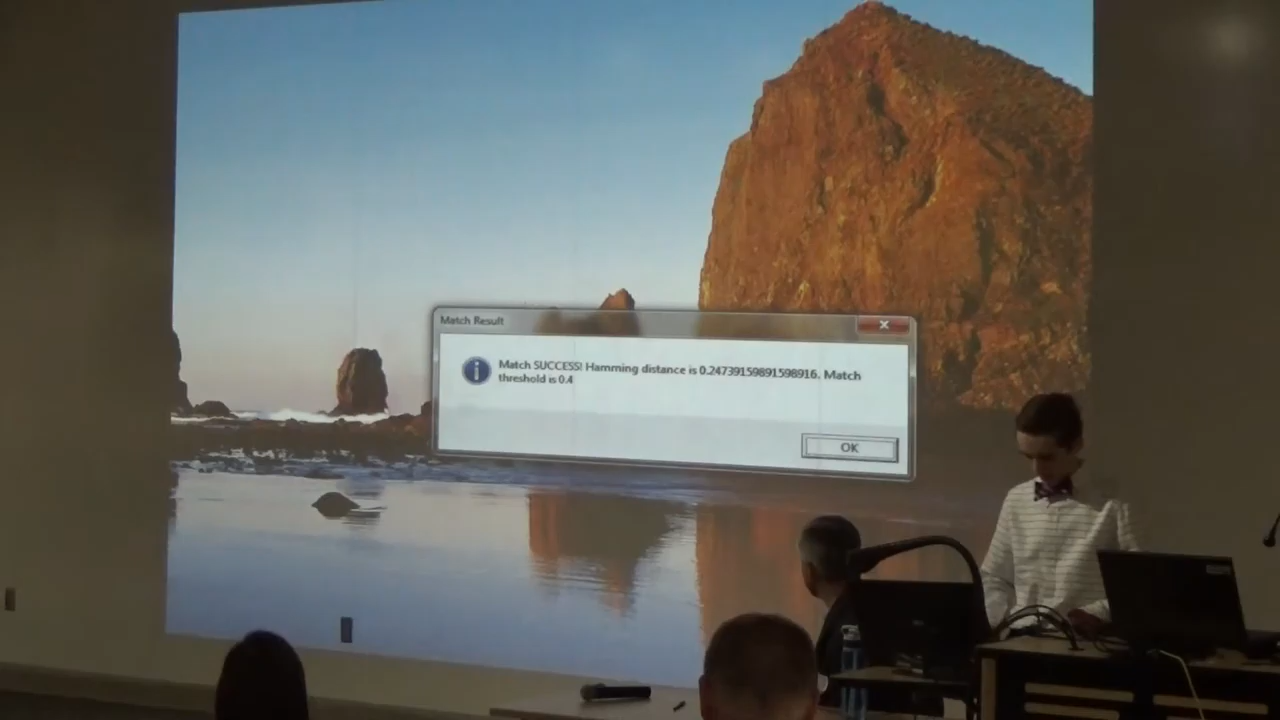 Match Result
Match SUCCESS! Hamming distance is 0.24739159891598916. Match
threshold is 0.4
OK